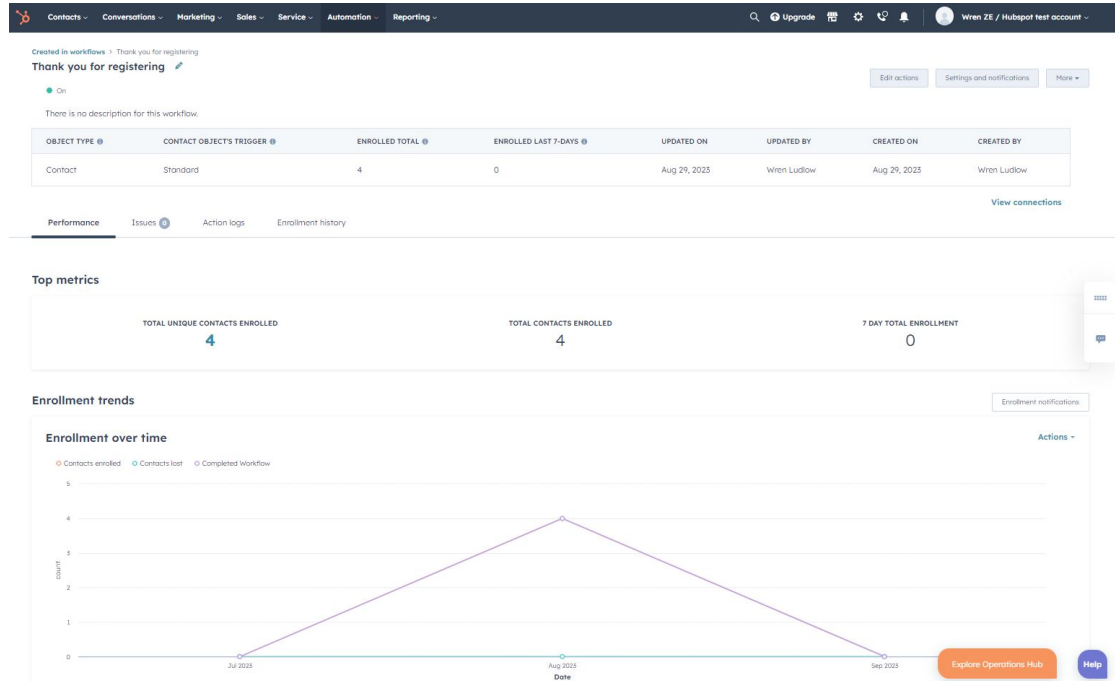 Contacts Conversations Marketing Sales Service Automation Reporting Upgrade Wren ZE / Hubspot test account
Created in workflows > Thank you for registering
Thank you for registering
Edit actions Settings and notifications More
On
There is no description for this workflow.
OBJECT TYPE CONTACT OBJECT'S TRIGGER ENROLLED TOTAL ENROLLED LAST 7-DAYS UPDATED ON UPDATED BY CREATED ON CREATED BY
Contact Standard 4 0 Aug 29, 2023 Wren Ludlow Aug 29, 2023 Wren Ludlow
View connections
Performance Issues 0 Action logs Enrollment history
Top metrics
TOTAL UNIQUE CONTACTS ENROLLED TOTAL CONTACTS ENROLLED 7 DAY TOTAL ENROLLMENT
4 4 0
Enrollment trends
Enrollment notifications
Enrollment over time
Actions
Contacts enrolled Contacts lost Completed Workflow
5
4
3
count
2
1
0
Jul 2023 Aug 2023 Sep 2023
Date
Explore Operations Hub
Help